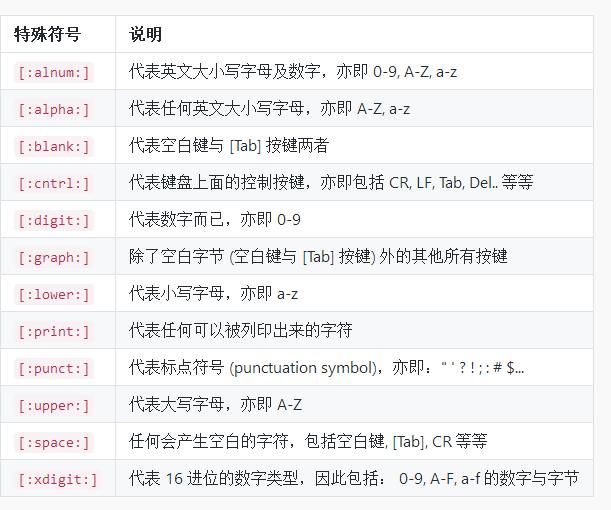 特殊符号 说明
[:alnum:] 代表英文大小写字母及数字，亦即 0-9, A-Z, a-z
[:alpha:] 代表任何英文大小写字母，亦即 A-Z, a-z
[:blank:] 代表空白键与 [Tab] 按键两者
[:cntrl:] 代表键盘上面的控制按键，亦即包括 CR, LF, Tab, Del.. 等等
[:digit:] 代表数字而已，亦即 0-9
[:graph:] 除了空白字节 (空白键与 [Tab] 按键) 外的其他所有按键
[:lower:] 代表小写字母，亦即 a-z
[:print:] 代表任何可以被列印出来的字符
[:punct:] 代表标点符号 (punctuation symbol)，亦即：" ' ? ! ; : # $...
[:upper:] 代表大写字母，亦即 A-Z
[:space:] 任何会产生空白的字符，包括空白键, [Tab], CR 等等
[:xdigit:] 代表 16 进位的数字类型，因此包括： 0-9, A-F, a-f 的数字与字节